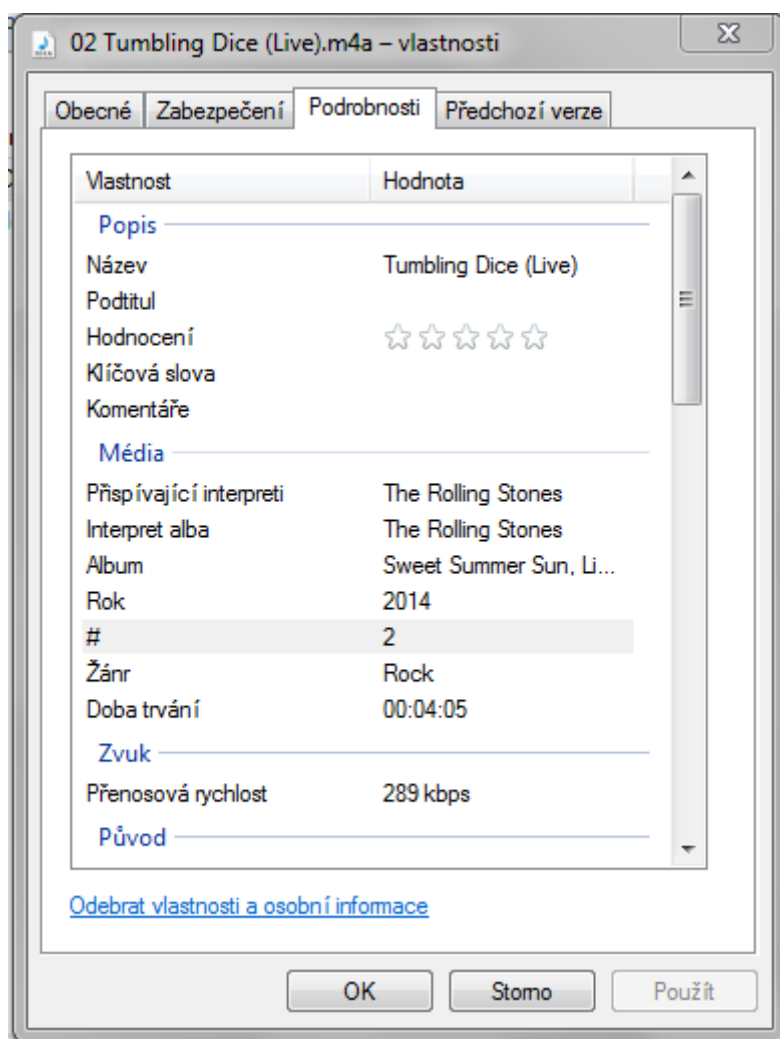 02 Tumbling Dice (Live).m4a – vlastnosti
Obecné Zabezpečení Podrobnosti Předchozí verze
Vlastnost Hodnota
Popis
Název Tumbling Dice (Live)
Podtitul
Hodnocení
Klíčová slova
Komentáře
Média
Přispívající interpreti The Rolling Stones
Interpret alba The Rolling Stones
Album Sweet Summer Sun, Li...
Rok 2014
# 2
Žánr Rock
Doba trvání 00:04:05
Zvuk
Přenosová rychlost 289 kbps
Původ
Odebrat vlastnosti a osobní informace
OK Storno Použít